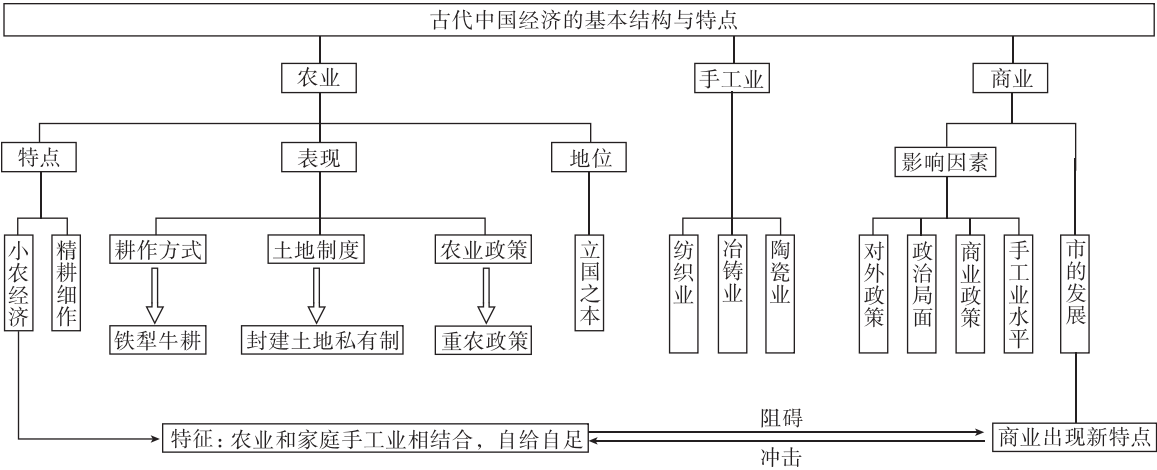 古代中国经济的基本结构与特点
农业
手工业
商业
特点
表现
地位
影响因素
小农经济
精耕细作
耕作方式
土地制度
农业政策
立国之本
纺织业
冶铸业
陶瓷业
对外政策
政治局面
商业政策
手工业水平
市的发展
铁犁牛耕
封建土地私有制
重农政策
特征：农业和家庭手工业相结合，自给自足
阻碍
冲击
商业出现新特点